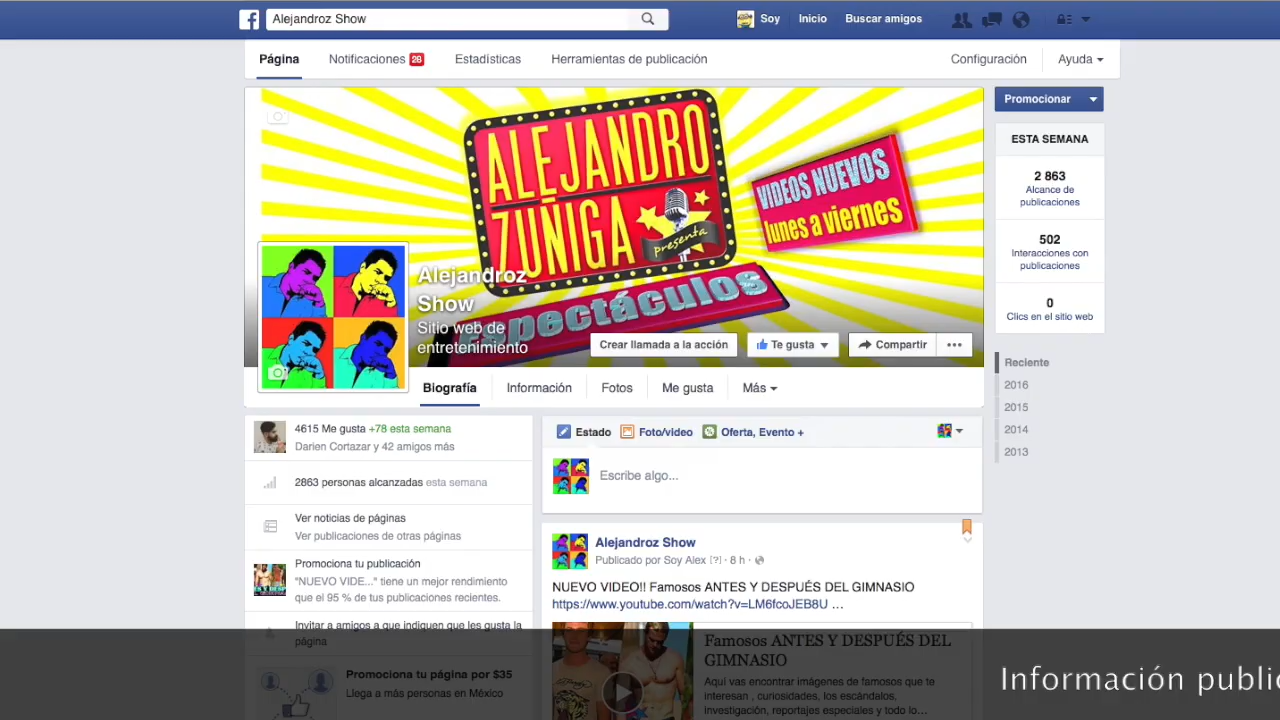 Alejandroz Show
Soy
Inicio
Buscar amigos
Página
Notificaciones 28
Estadísticas
Herramientas de publicación
Configuración
Ayuda
ALEJANDRO
ZUÑIGA
presenta
espectáculos
VIDEOS NUEVOS
lunes a viernes
Alejandroz
Show
Sitio web de
entretenimiento
Crear llamada a la acción
Te gusta
Compartir
Promocionar
ESTA SEMANA
2 863
Alcance de
publicaciones
502
Interacciones con
publicaciones
0
Clics en el sitio web
Reciente
2016
2015
2014
2013
Biografía
Información
Fotos
Me gusta
Más
4615 Me gusta +78 esta semana
Darien Cortazar y 42 amigos más
2863 personas alcanzadas esta semana
Ver noticias de páginas
Ver publicaciones de otras páginas
Promociona tu publicación
"NUEVO VIDE..." tiene un mejor rendimiento
que el 95 % de tus publicaciones recientes.
Invitar a amigos a que indiquen que les gusta la
página
Promociona tu página por $35
Llega a más personas en México
Estado
Foto/video
Oferta, Evento +
Escribe algo...
Alejandroz Show
Publicado por Soy Alex [?] · 8 h ·
NUEVO VIDEO!! Famosos ANTES Y DESPUÉS DEL GIMNASIO
https://www.youtube.com/watch?v=LM6fcoJEB8U ...
Famosos ANTES Y DESPUÉS DEL
GIMNASIO
Aquí vas encontrar imágenes de famosos que te
interesan , curiosidades, los escándalos,
investigación, reportajes especiales y todo lo...
Información public